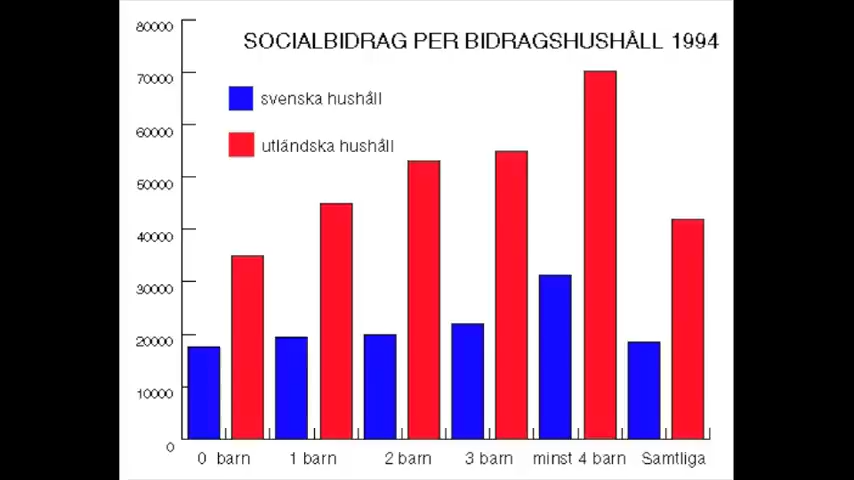 SOCIALBIDRAG PER BIDRAGSHUSHÅLL 1994
svenska hushåll
utländska hushåll
80000
70000
60000
50000
40000
30000
20000
10000
0
0 barn 1 barn 2 barn 3 barn minst 4 barn Samtliga